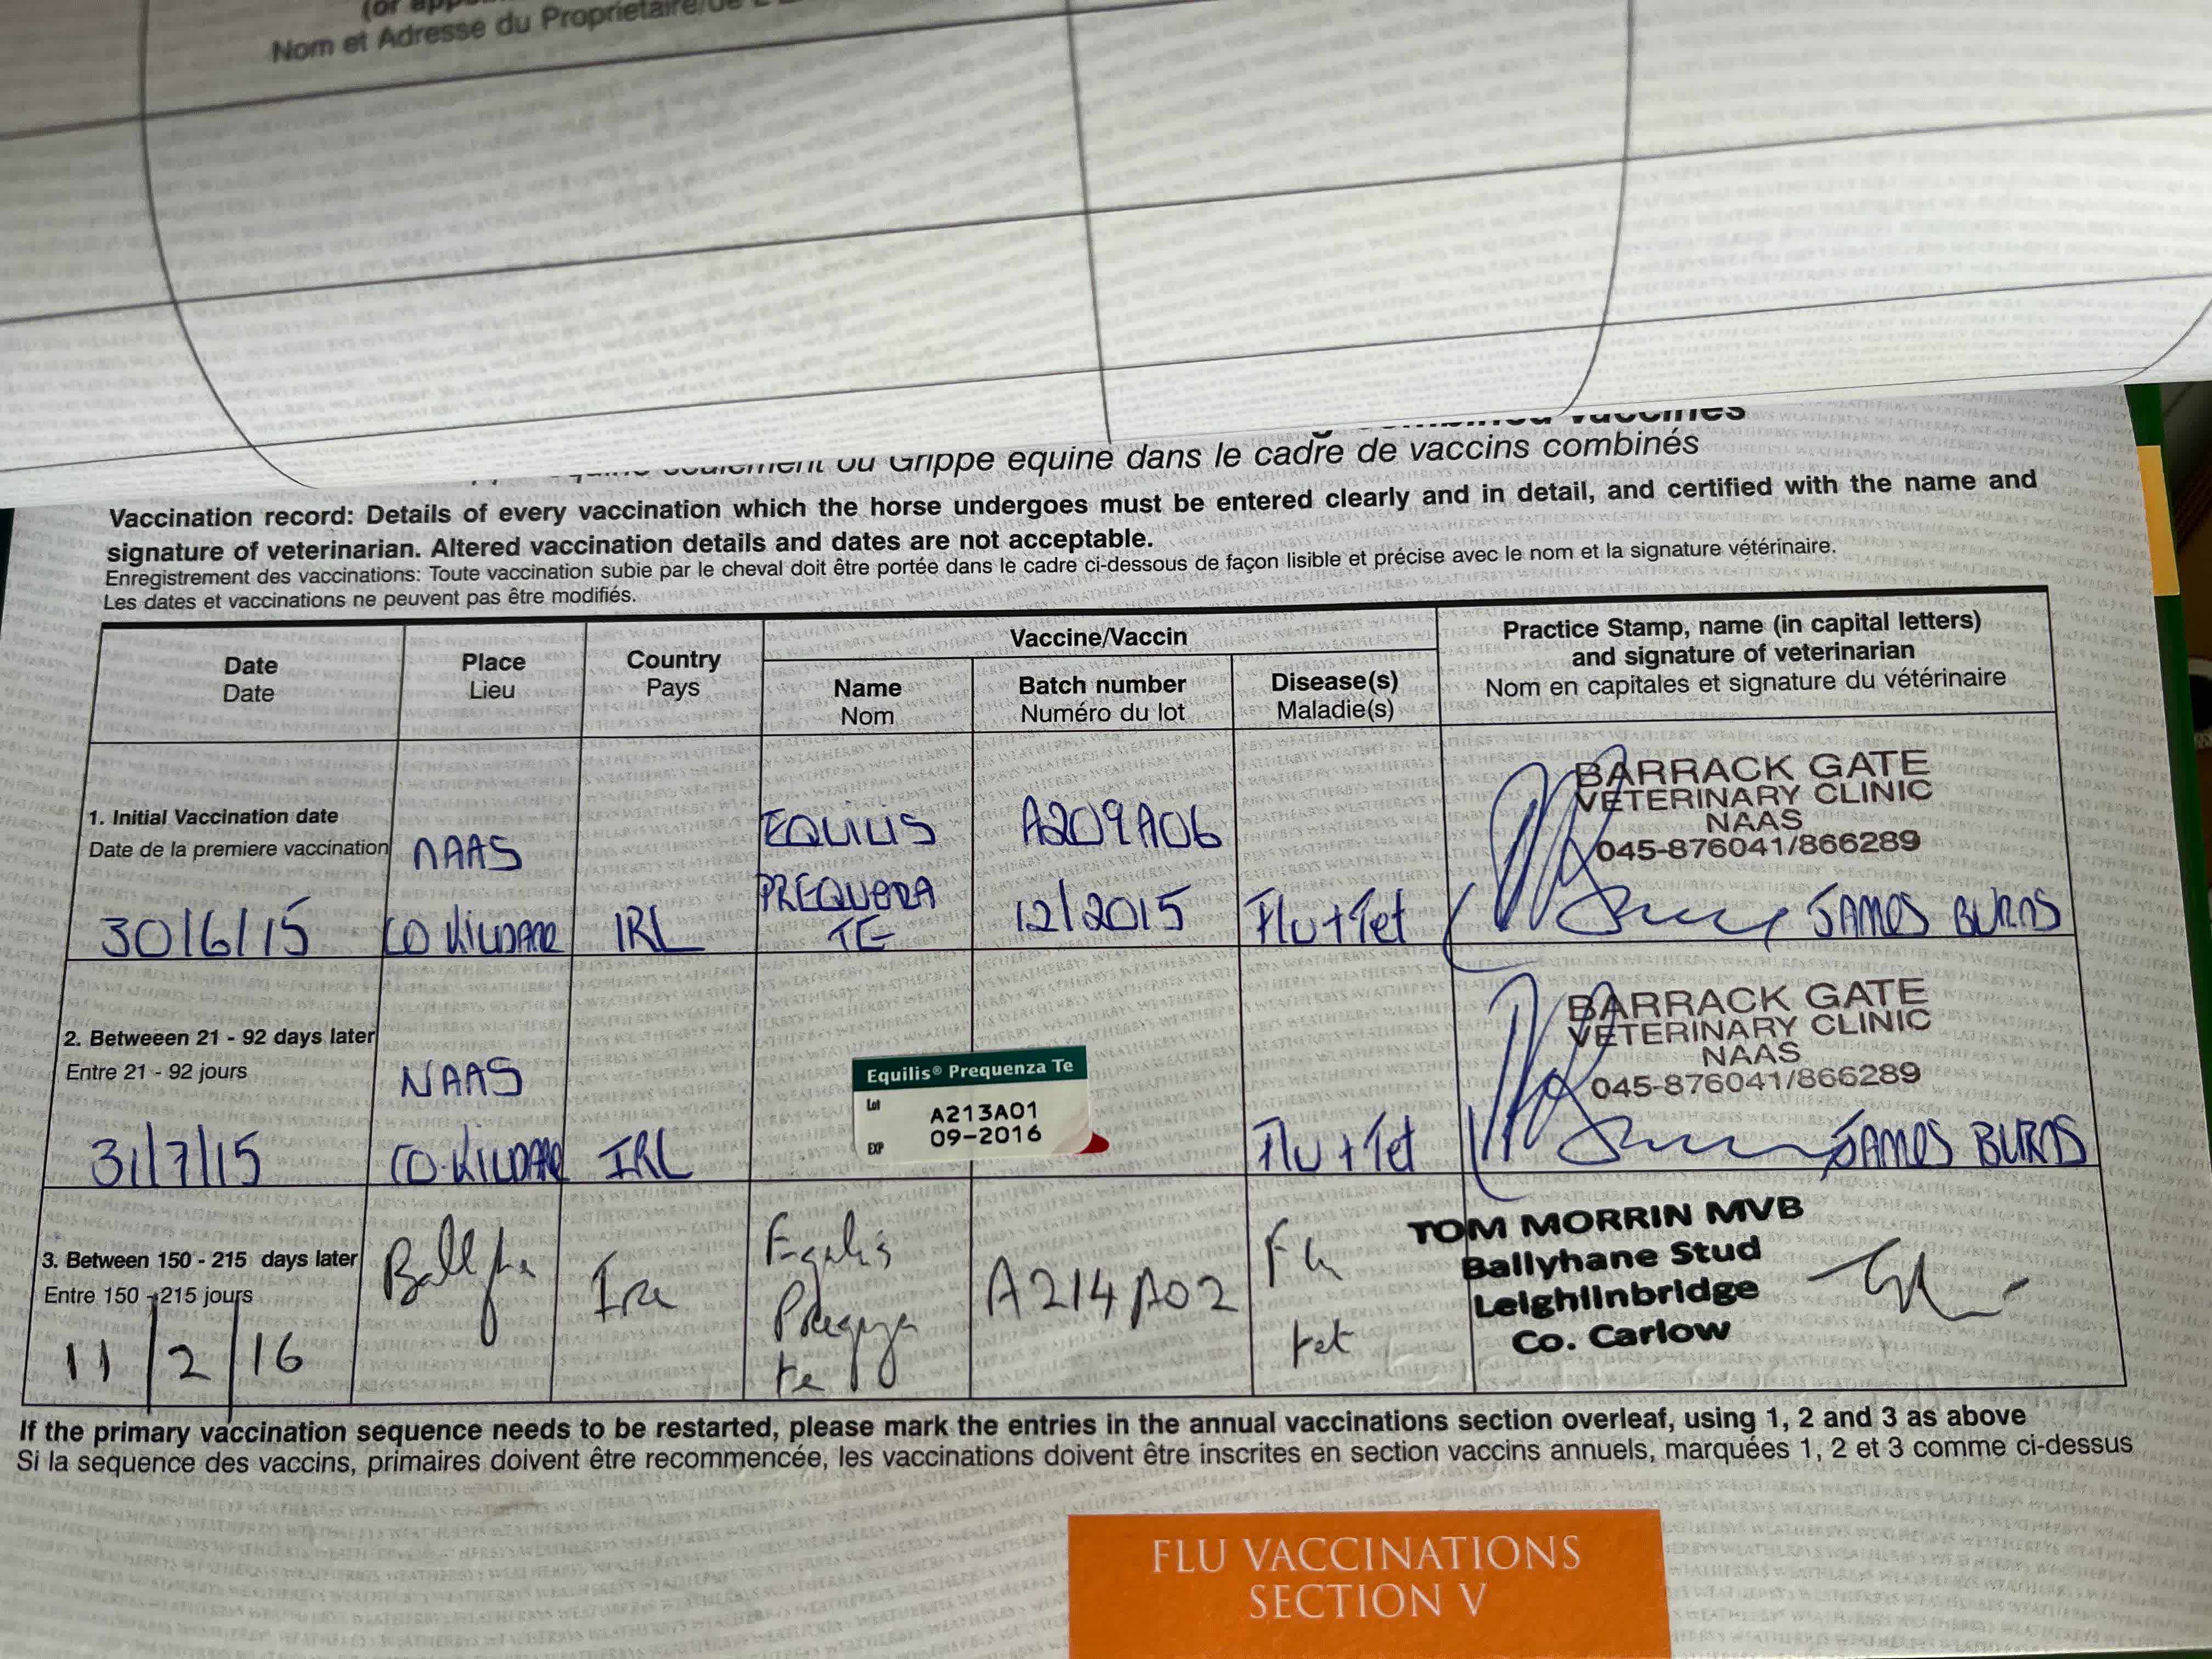 (or
Nom et Adresse du Proprietaire/de
ou Grippe equine dans le cadre de vaccins combinés
Vaccination record: Details of every vaccination which the horse undergoes must be entered clearly and in detail, and certified with the name and
signature of veterinarian. Altered vaccination details and dates are not acceptable.
Enregistrement des vaccinations: Toute vaccination subie par le cheval doit être portée dans le cadre ci-dessous de façon lisible et précise avec le nom et la signature vétérinaire.
Les dates et vaccinations ne peuvent pas être modifiés.
Date
Date
Place
Lieu
Country
Pays
Vaccine/Vaccin
Name
Nom
Batch number
Numéro du lot
Disease(s)
Maladie(s)
Practice Stamp, name (in capital letters)
and signature of veterinarian
Nom en capitales et signature du vétérinaire
1. Initial Vaccination date
Date de la premiere vaccination
30/6/15
NAAS
CO KILDARE
IRL
EQUILIS
PREQUENZA
TE
A209A06
12/2015
Flu + Tet
BARRACK GATE
VETERINARY CLINIC
NAAS
045-876041/866289
JAMES BURNS
2. Betweeen 21 - 92 days later
Entre 21 - 92 jours
31/7/15
NAAS
CO. KILDARE
IRL
Equilis® Prequenza Te
Lot A213A01
EXP 09-2016
Flu + Tet
BARRACK GATE
VETERINARY CLINIC
NAAS
045-876041/866289
JAMES BURNS
3. Between 150 - 215 days later
Entre 150 - 215 jours
11/2/16
Ire
Equilis
te
A214A02
Flu
tet
TOM MORRIN MVB
Ballyhane Stud
Leighlinbridge
Co. Carlow
If the primary vaccination sequence needs to be restarted, please mark the entries in the annual vaccinations section overleaf, using 1, 2 and 3 as above
Si la sequence des vaccins, primaires doivent être recommencée, les vaccinations doivent être inscrites en section vaccins annuels, marquées 1, 2 et 3 comme ci-dessus
FLU VACCINATIONS
SECTION V